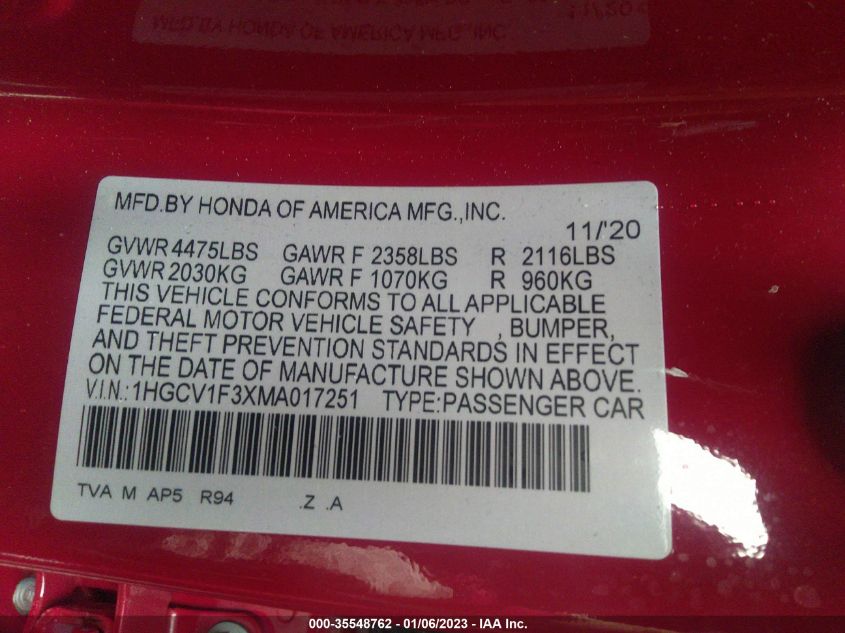 MFD.BY HONDA OF AMERICA MFG.,INC.
11/'20
GVWR 4475LBS GAWR F 2358LBS R 2116LBS
GVWR 2030KG GAWR F 1070KG R 960KG
THIS VEHICLE CONFORMS TO ALL APPLICABLE
FEDERAL MOTOR VEHICLE SAFETY , BUMPER,
AND THEFT PREVENTION STANDARDS IN EFFECT
ON THE DATE OF MANUFACTURE SHOWN ABOVE.
V.I.N.:1HGCV1F3XMA017251 TYPE:PASSENGER CAR
TVA M AP5 R94 .Z .A
000-35548762 - 01/06/2023 - IAA Inc.